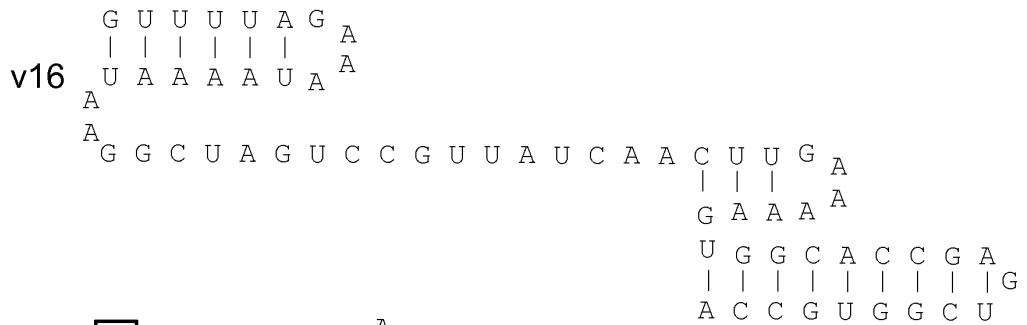 G U U U U A G A
v16 U A A A A U A A
A
A
G G C U A G U C C G U U A U C A A C U U G A
G A A A A
U G G C A C C G A G
A C C G U G G C U
A